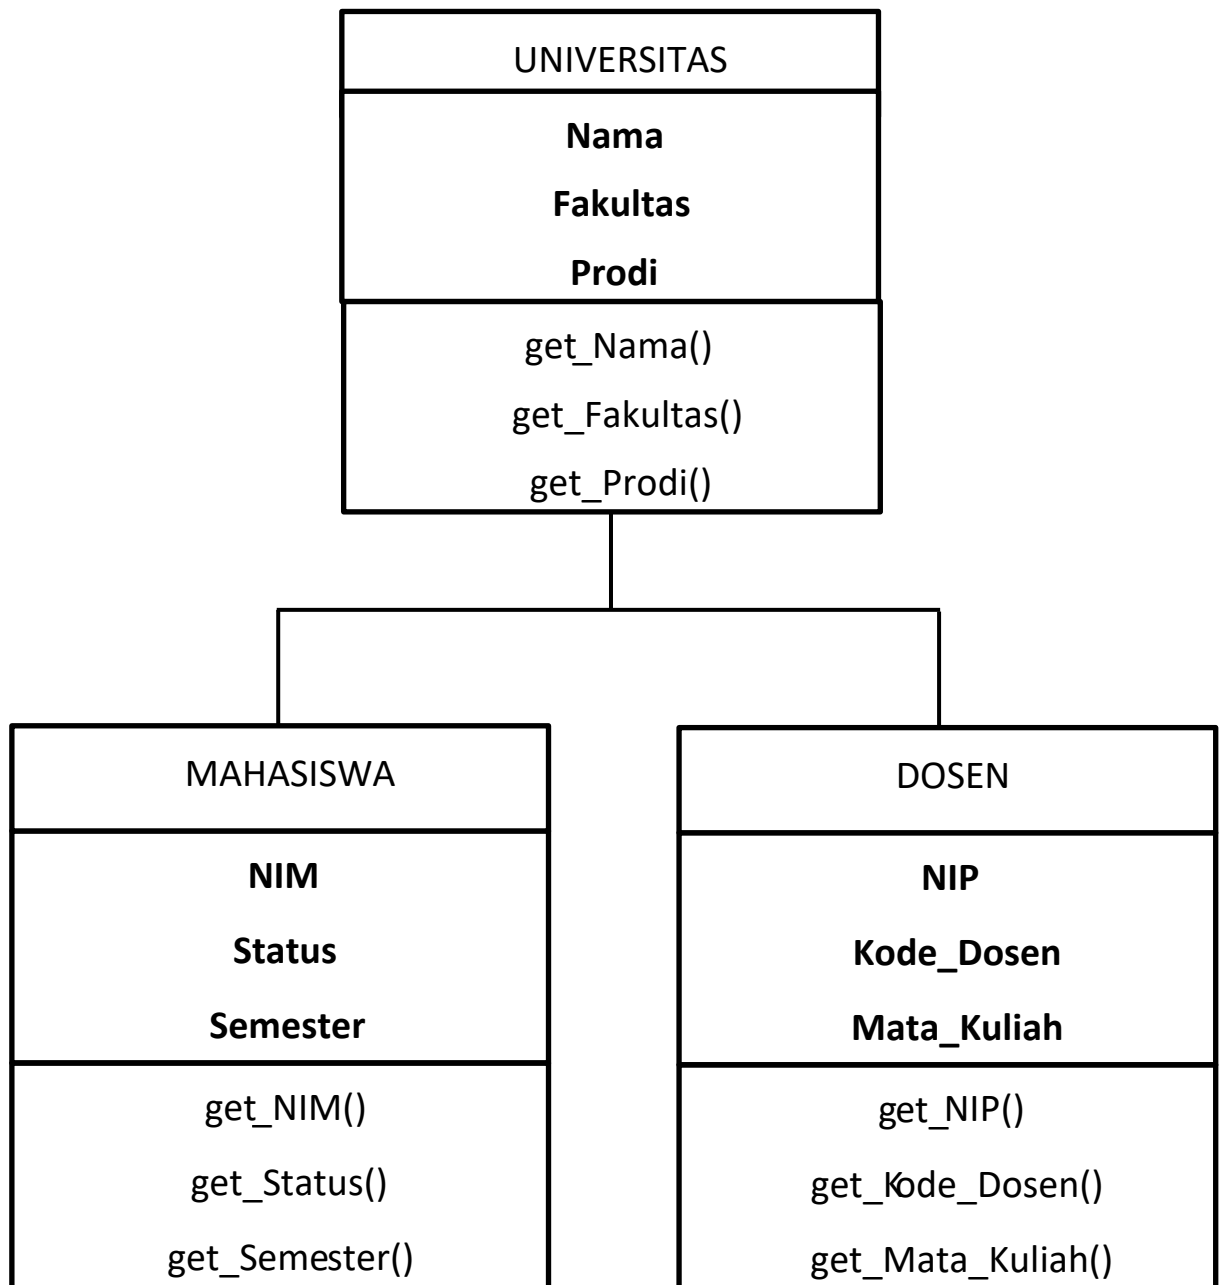 UNIVERSITAS
Nama
Fakultas
Prodi
get_Nama()
get_Fakultas()
get_Prodi()
MAHASISWA
NIM
Status
Semester
get_NIM()
get_Status()
get_Semester()
DOSEN
NIP
Kode_Dosen
Mata_Kuliah
get_NIP()
get_Kode_Dosen()
get_Mata_Kuliah()